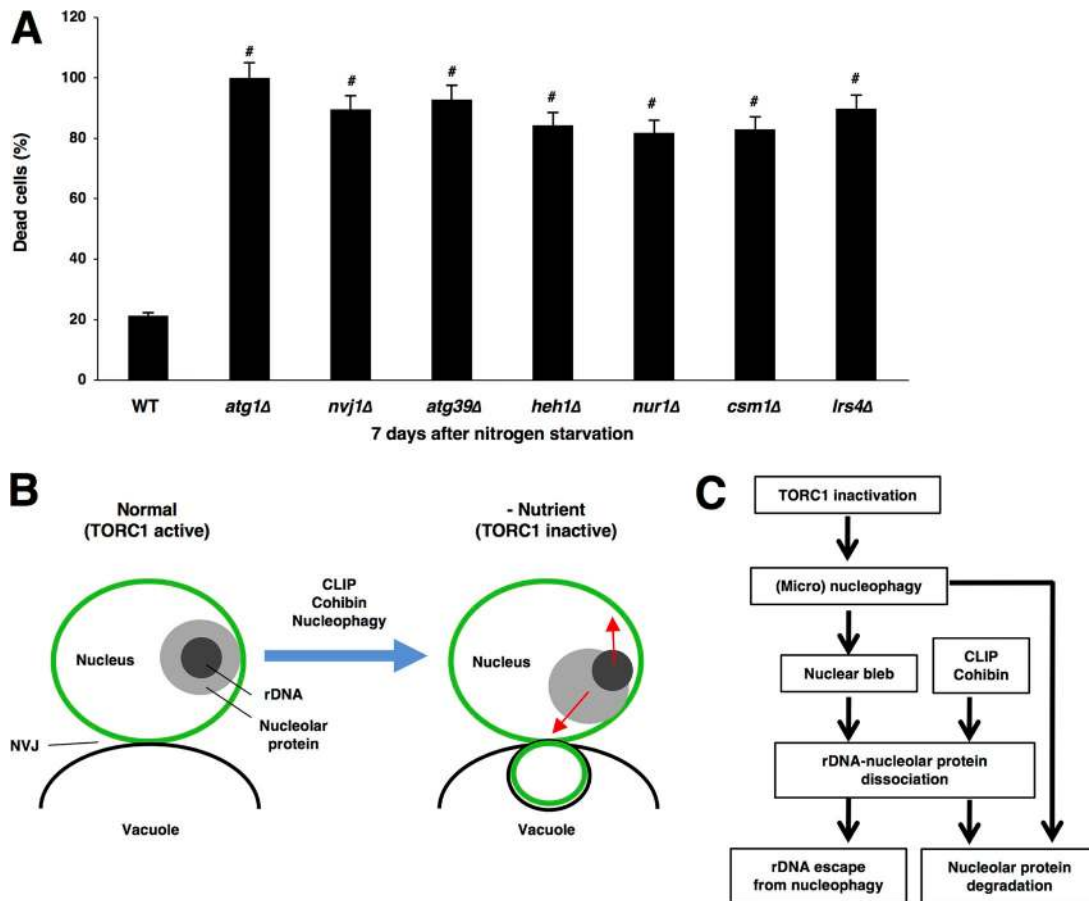 A
120
100
80
60
40
20
0
Dead cells (%)
#
#
#
#
#
#
#
WT
atg1Δ
nvj1Δ
atg39Δ
heh1Δ
nur1Δ
csm1Δ
lrs4Δ
7 days after nitrogen starvation
B
Normal
(TORC1 active)
- Nutrient
(TORC1 inactive)
CLIP
Cohibin
Nucleophagy
Nucleus
rDNA
Nucleolar
protein
NVJ
Vacuole
Nucleus
Vacuole
C
TORC1 inactivation
(Micro) nucleophagy
Nuclear bleb
CLIP
Cohibin
rDNA-nucleolar protein
dissociation
rDNA escape
from nucleophagy
Nucleolar protein
degradation